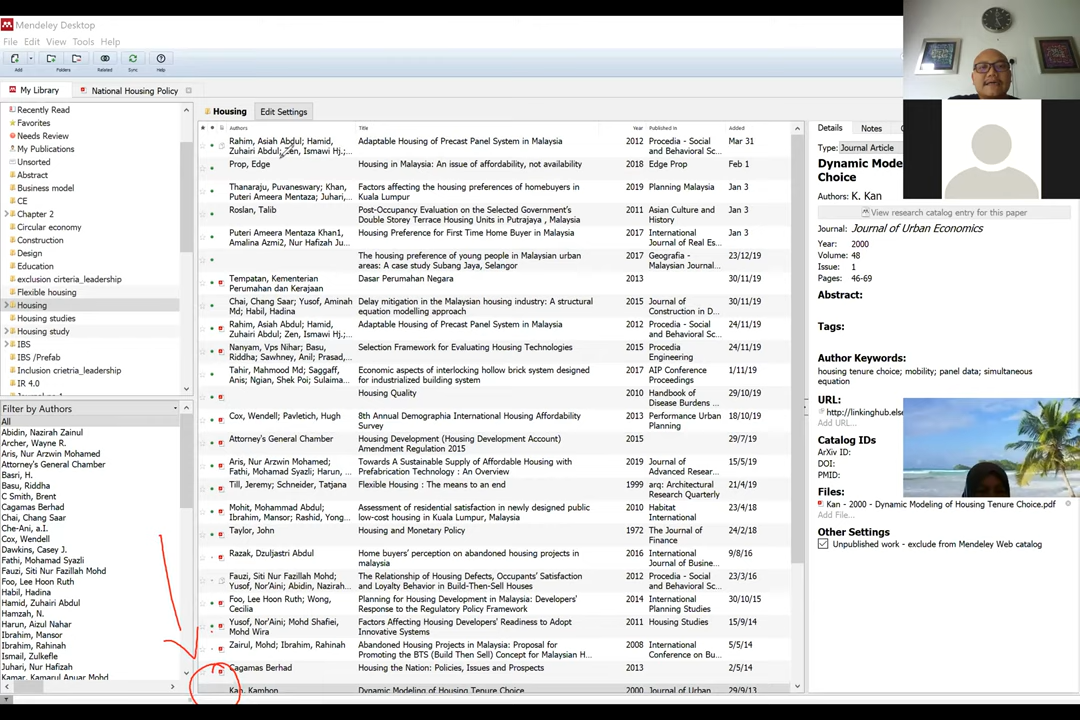 Mendeley Desktop
File Edit View Tools Help
Add Folders Related Sync Help
My Library National Housing Policy
Recently Read
Favorites
Needs Review
My Publications
Unsorted
Abstract
Business model
CE
Chapter 2
Circular economy
Construction
Design
Education
exclusion cirteria_leadership
Flexible housing
Housing
Housing studies
Housing study
IBS
IBS /Prefab
Inclusion crieteria_leadership
IR 4.0
Filter by Authors
All
Abidin, Nazirah Zainul
Archer, Wayne R.
Aris, Nur Arzwin Mohamed
Attorney's General Chamber
Basri, H.
Basu, Riddha
C Smith, Brent
Cagamas Berhad
Chai, Chang Saar
Che-Ani, a.I.
Cox, Wendell
Dawkins, Casey J.
Fathi, Mohamad Syazli
Fauzi, Siti Nur Fazillah Mohd
Foo, Lee Hoon Ruth
Habil, Hadina
Hamid, Zuhairi Abdul
Hamzah, N.
Harun, Aizul Nahar
Ibrahim, Mansor
Ibrahim, Rahinah
Ismail, Zulkefle
Juhari, Nur Hafizah
Kamar, Kamarul Anuar Mohd
Housing Edit Settings
Authors Title Year Published In Added
Rahim, Asiah Abdul; Hamid, Adaptable Housing of Precast Panel System in Malaysia 2012 Procedia - Social Mar 31
Zuhairi Abdul; Zen, Ismawi Hj.;... and Behavioral Sc...
Prop, Edge Housing in Malaysia: An issue of affordability, not availability 2018 Edge Prop Feb 1
Thanaraju, Puvaneswary; Khan, Factors affecting the housing preferences of homebuyers in 2019 Planning Malaysia Jan 3
Puteri Ameera Mentaza; Juhari,... Kuala Lumpur
Roslan, Talib Post-Occupancy Evaluation on the Selected Government's 2011 Asian Culture and Jan 3
Double Storey Terrace Housing Units in Putrajaya , Malaysia History
Puteri Ameera Mentaza Khan1, Housing Preference for First Time Home Buyer in Malaysia 2017 International Jan 3
Amalina Azmi2, Nur Hafizah Ju... Journal of Real Es...
The housing preference of young people in Malaysian urban 2017 Geografia - 23/12/19
areas: A case study Subang Jaya, Selangor Malaysian Journal...
Tempatan, Kementerian Dasar Perumahan Negara 2013 30/11/19
Perumahan dan Kerajaan
Chai, Chang Saar; Yusof, Aminah Delay mitigation in the Malaysian housing industry: A structural 2015 Journal of 30/11/19
Md; Habil, Hadina equation modelling approach Construction in D...
Rahim, Asiah Abdul; Hamid, Adaptable Housing of Precast Panel System in Malaysia 2012 Procedia - Social 24/11/19
Zuhairi Abdul; Zen, Ismawi Hj.;... and Behavioral Sc...
Nanyam, Vps Nihar; Basu, Selection Framework for Evaluating Housing Technologies 2015 Procedia 24/11/19
Riddha; Sawhney, Anil; Prasad,... Engineering
Tahir, Mahmood Md; Saggaff, Economic aspects of interlocking hollow brick system designed 2017 AIP Conference 1/11/19
Anis; Ngian, Shek Poi; Sulaima... for industrialized building system Proceedings
Housing Quality 2010 Handbook of 29/10/19
Disease Burdens ...
Cox, Wendell; Pavletich, Hugh 8th Annual Demographia International Housing Affordability 2013 Performance Urban 18/10/19
Survey Planning
Attorney's General Chamber Housing Development (Housing Development Account) 2015 29/7/19
Amendment Regulation 2015
Aris, Nur Arzwin Mohamed; Towards A Sustainable Supply of Affordable Housing with 2019 Journal of 15/5/19
Fathi, Mohamad Syazli; Harun, ... Prefabrication Technology : An Overview Advanced Resear...
Till, Jeremy; Schneider, Tatjana Flexible Housing : The means to an end 1999 arq: Architectural 21/4/19
Research Quarterly
Mohit, Mohammad Abdul; Assessment of residential satisfaction in newly designed public 2010 Habitat 23/4/18
Ibrahim, Mansor; Rashid, Yong... low-cost housing in Kuala Lumpur, Malaysia International
Taylor, John Housing and Monetary Policy 1972 The Journal of 24/2/18
Finance
Razak, Dzuljastri Abdul Home buyers' perception on abandoned housing projects in 2016 International 9/8/16
malaysia Journal of Busine...
Fauzi, Siti Nur Fazillah Mohd; The Relationship of Housing Defects, Occupants' Satisfaction 2012 Procedia - Social 23/3/16
Yusof, Nor'Aini; Abidin, Nazirah... and Loyalty Behavior in Build-Then-Sell Houses and Behavioral Sc...
Foo, Lee Hoon Ruth; Wong, Planning for Housing Development in Malaysia: Developers' 2014 International 30/10/15
Cecilia Response to the Regulatory Policy Framework Planning Studies
Yusof, Nor'Aini; Mohd Shafiei, Factors Affecting Housing Developers' Readiness to Adopt 2011 Housing Studies 9/4/14
Mohd Wira Innovative Systems
Zairul, Mohd; Ibrahim, Rahinah Abandoned Housing Projects in Malaysia: Proposal for 2008 International 5/5/14
Promoting the BTS (Build Then Sell) Concept for Malaysian H... Conference on Bu...
Cagamas Berhad Housing the Nation: Policies, Issues and Prospects 2013 2/5/14
Kan, Kamhon Dynamic Modeling of Housing Tenure Choice 2000 Journal of Urban 29/9/13
Details Notes
Type: Journal Article
Dynamic Mode
Choice
Authors: K. Kan
View research catalog entry for this paper
Journal: Journal of Urban Economics
Year: 2000
Volume: 48
Issue: 1
Pages: 46-69
Abstract:
Tags:
Author Keywords:
housing tenure choice; mobility; panel data; simultaneous
equation
URL:
http://linkinghub.else
Add URL...
Catalog IDs
ArXiv ID:
DOI:
PMID:
Files:
Kan - 2000 - Dynamic Modeling of Housing Tenure Choice.pdf
Add File...
Other Settings
Unpublished work - exclude from Mendeley Web catalog